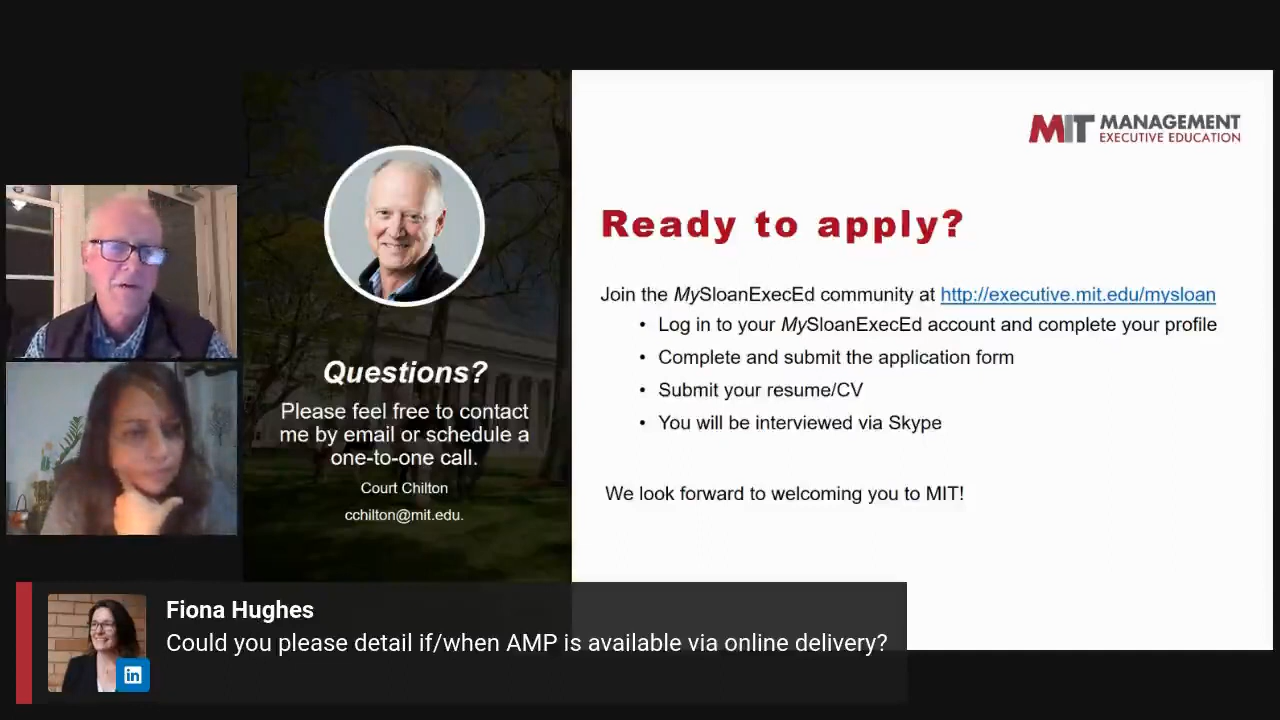 Questions?
Please feel free to contact
me by email or schedule a
one-to-one call.
Court Chilton
cchilton@mit.edu.
MIT MANAGEMENT
EXECUTIVE EDUCATION
Ready to apply?
Join the MySloanExecEd community at http://executive.mit.edu/mysloan
• Log in to your MySloanExecEd account and complete your profile
• Complete and submit the application form
• Submit your resume/CV
• You will be interviewed via Skype
We look forward to welcoming you to MIT!
Fiona Hughes
Could you please detail if/when AMP is available via online delivery?
in